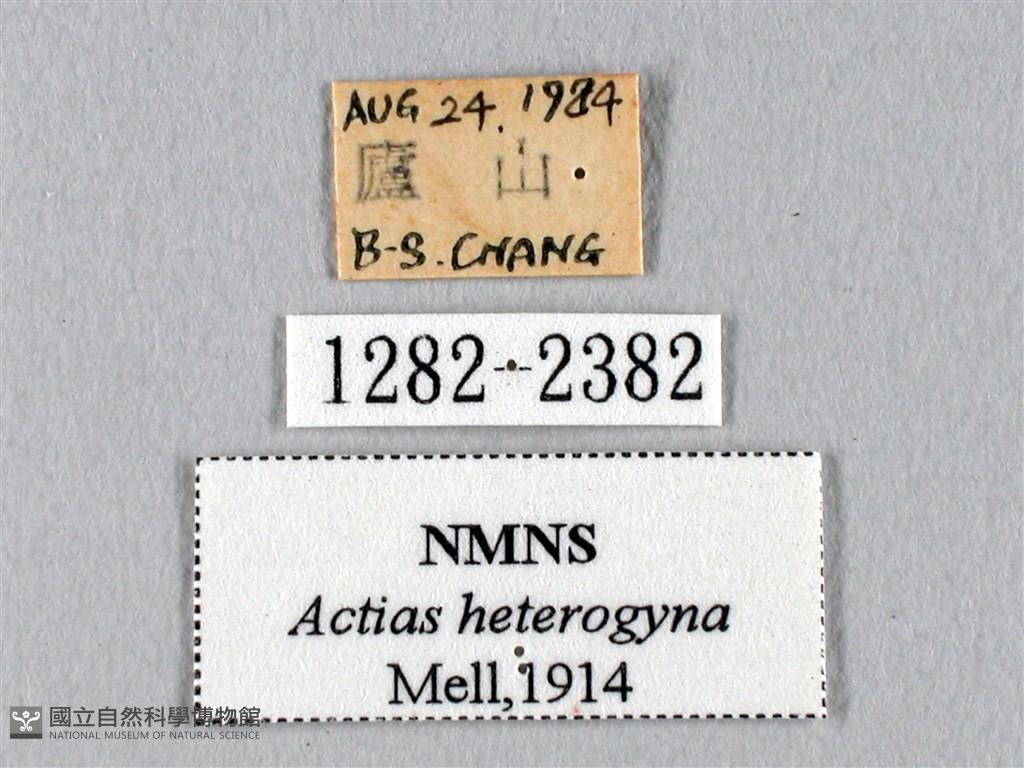 AUG 24. 1984
廬 山
B-S. CHANG
1282-2382
NMNS
Actias heterogyna
Mell,1914
國立自然科學博物館
NATIONAL MUSEUM OF NATURAL SCIENCE